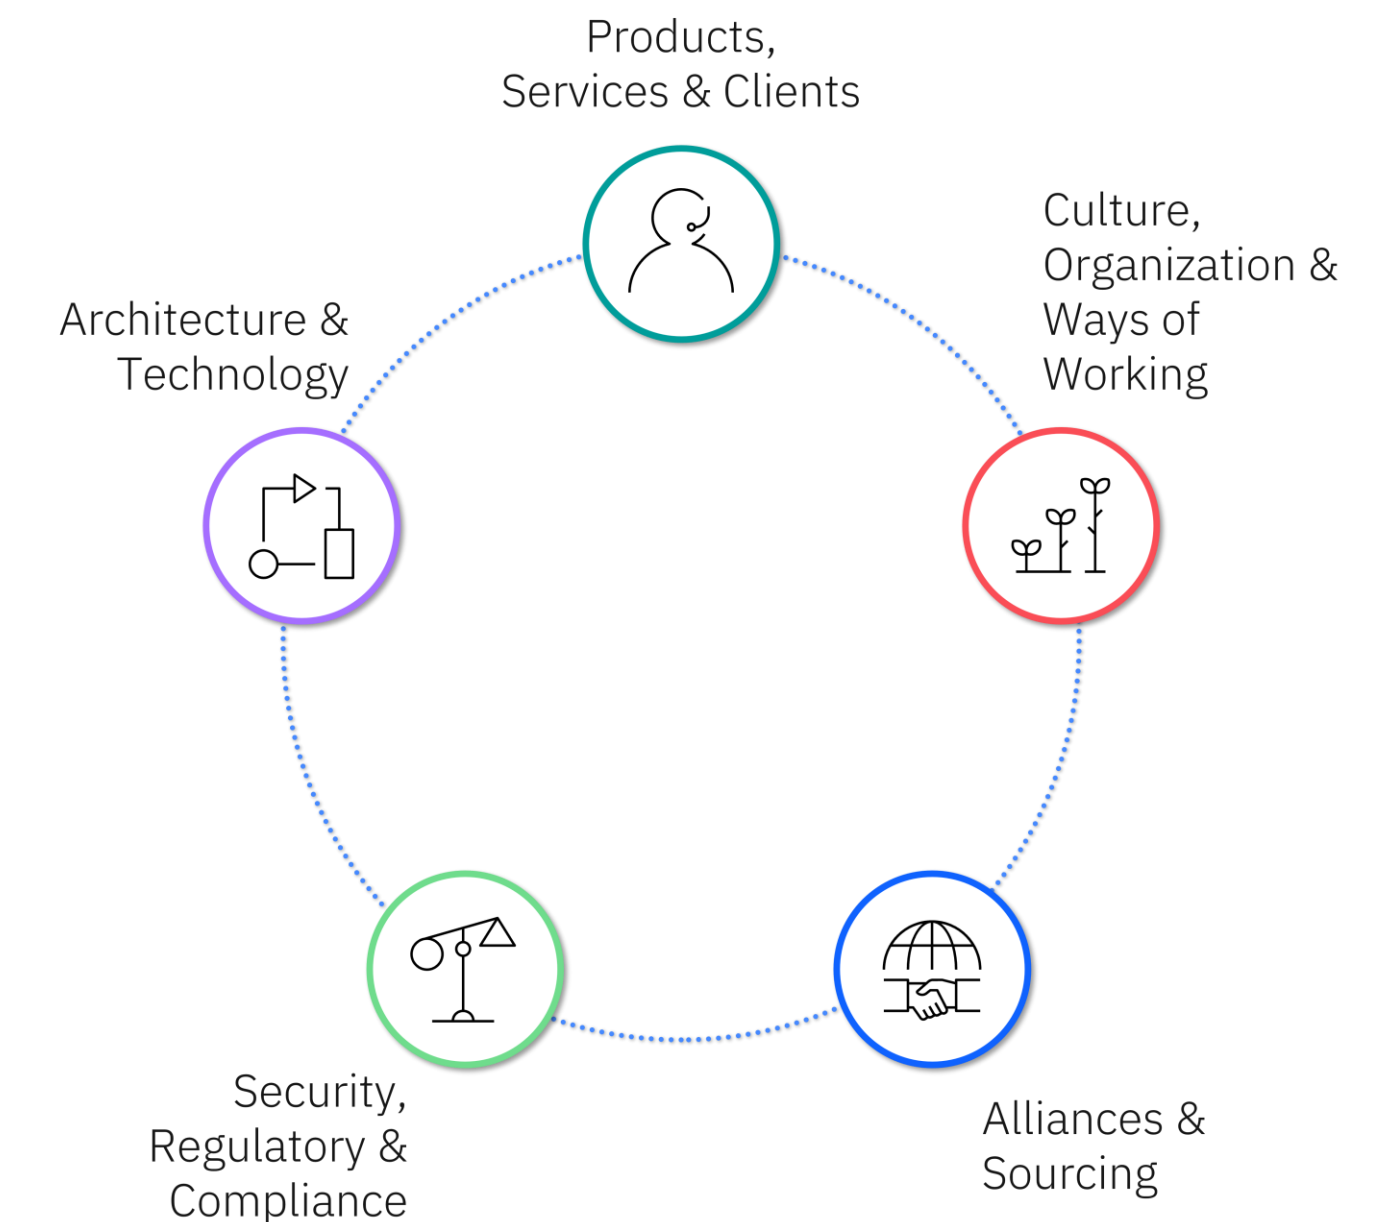 Products,
Services & Clients
Culture,
Organization &
Ways of
Working
Architecture &
Technology
Security,
Regulatory &
Compliance
Alliances &
Sourcing